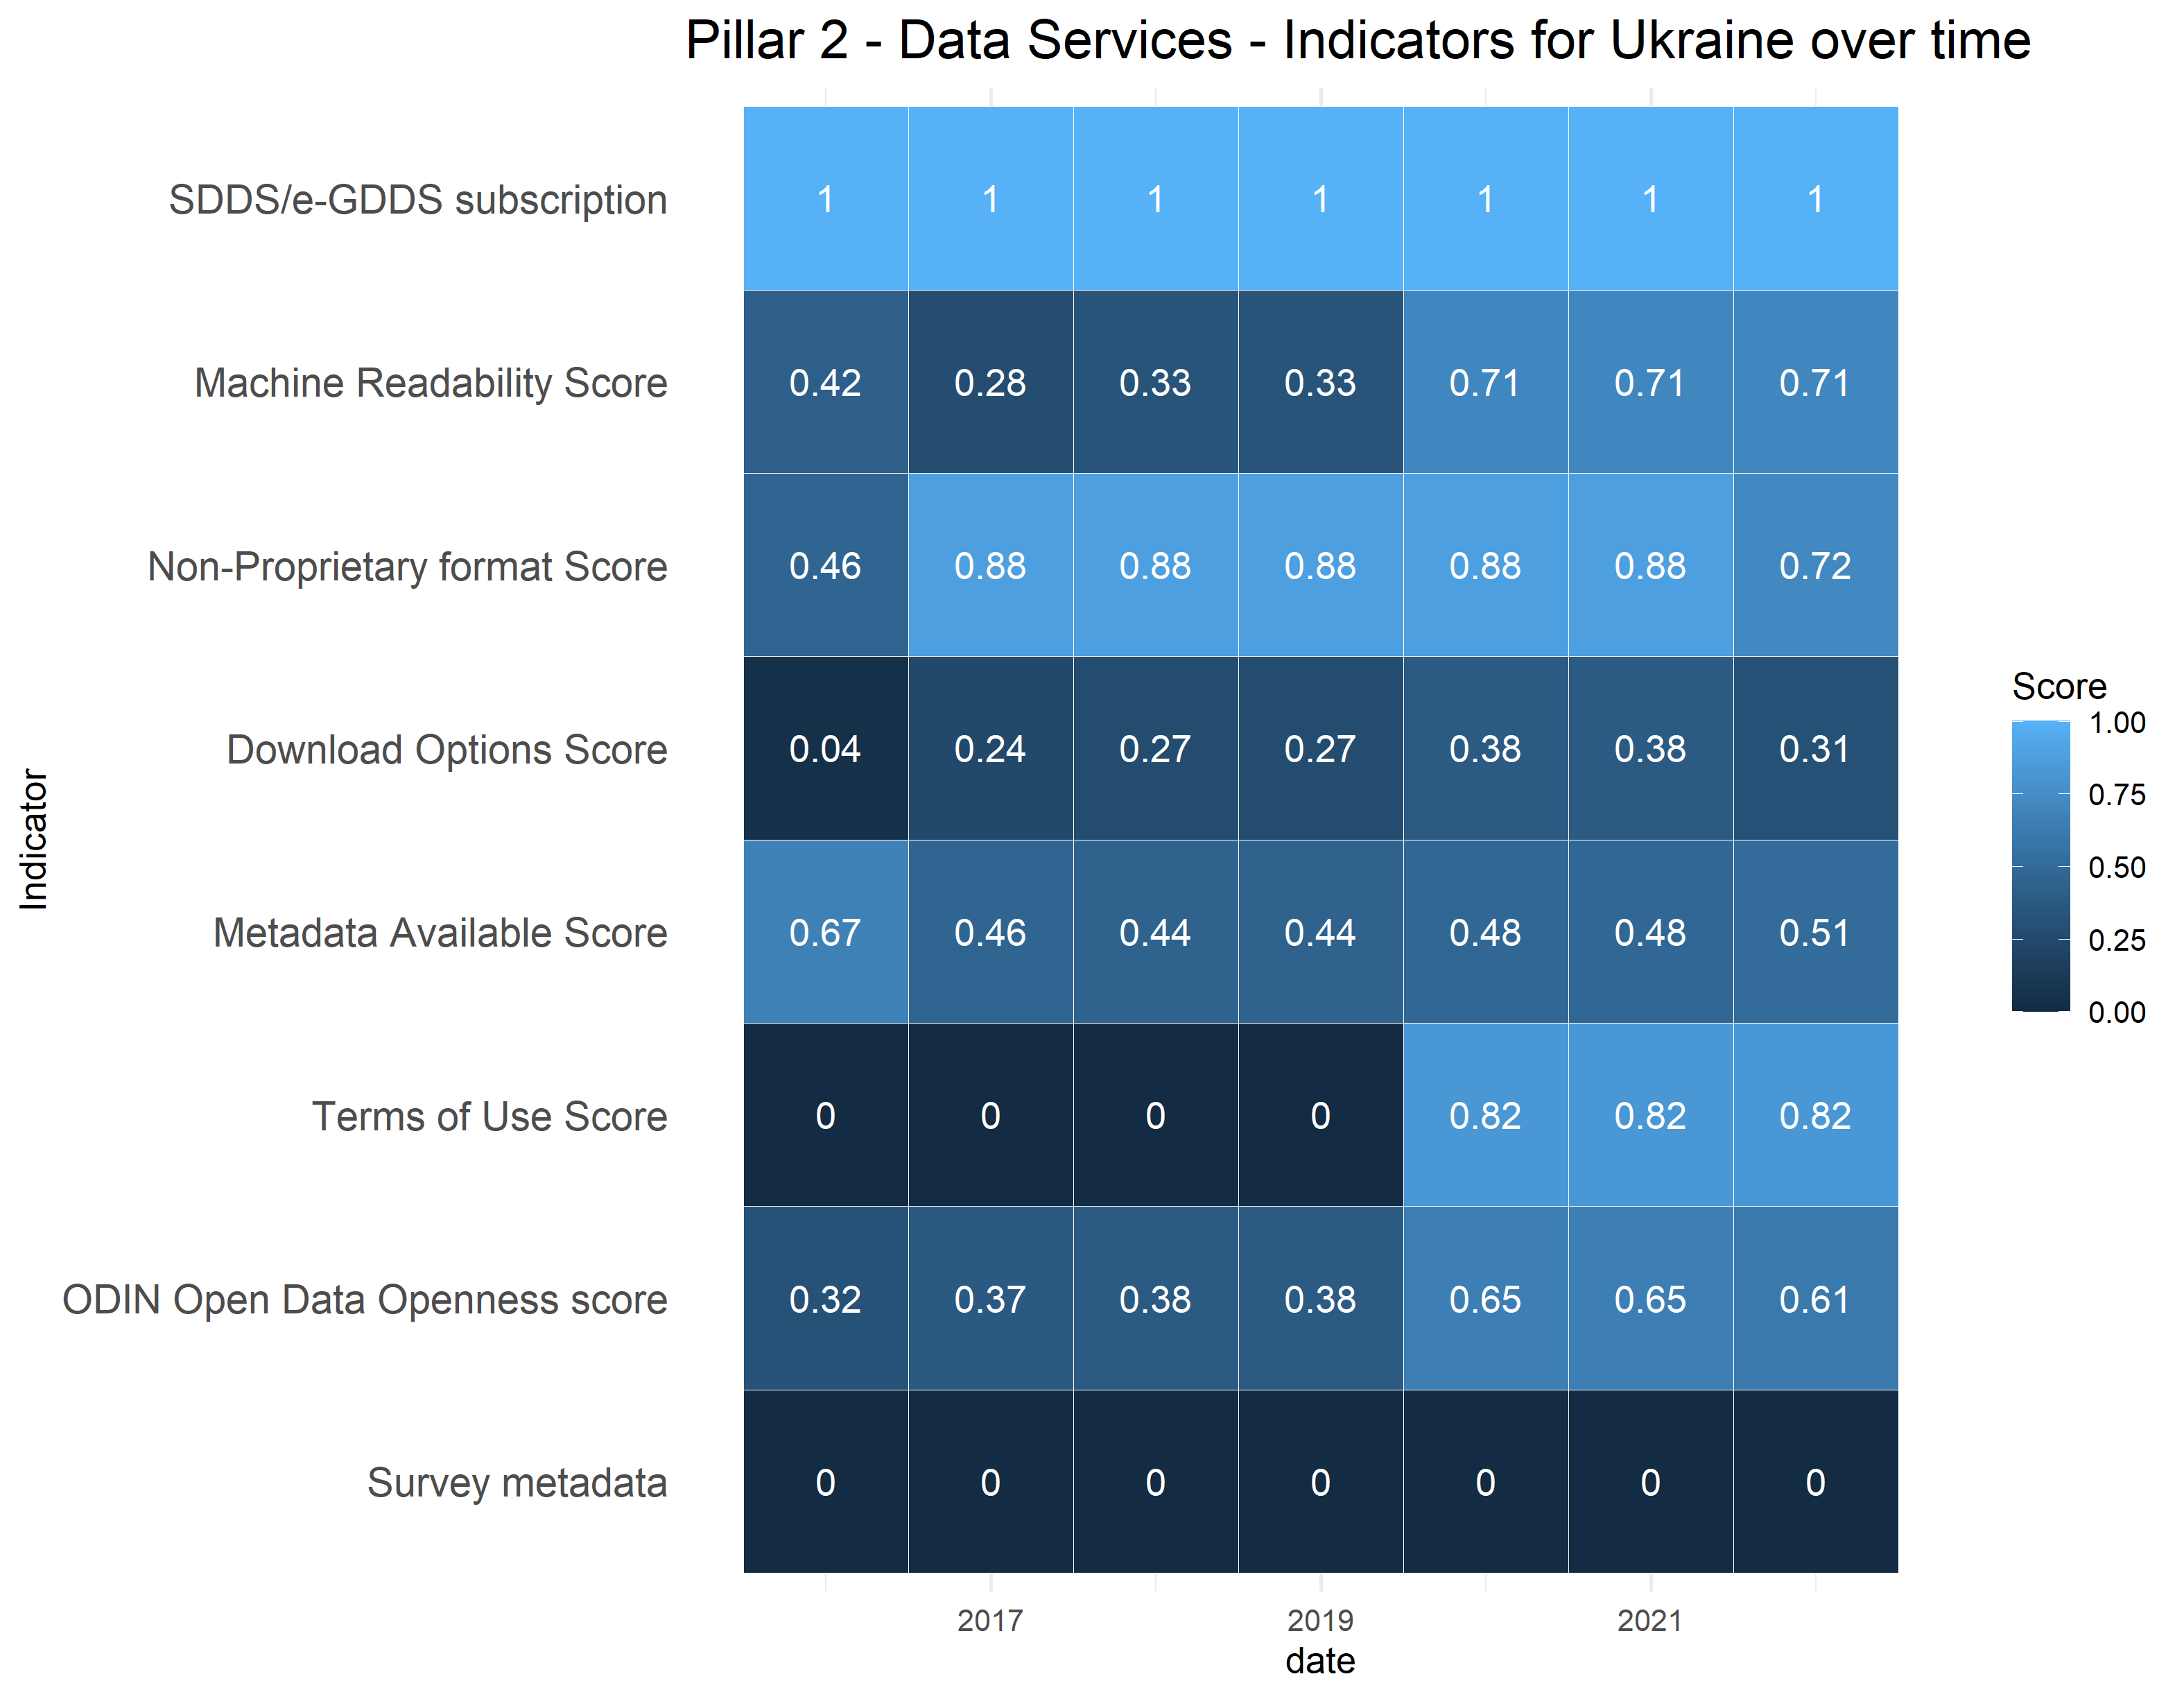 Pillar 2 - Data Services - Indicators for Ukraine over time
SDDS/e-GDDS subscription 1 1 1 1 1 1 1
Machine Readability Score 0.42 0.28 0.33 0.33 0.71 0.71 0.71
Non-Proprietary format Score 0.46 0.88 0.88 0.88 0.88 0.88 0.72
Download Options Score 0.04 0.24 0.27 0.27 0.38 0.38 0.31
Metadata Available Score 0.67 0.46 0.44 0.44 0.48 0.48 0.51
Terms of Use Score 0 0 0 0 0.82 0.82 0.82
ODIN Open Data Openness score 0.32 0.37 0.38 0.38 0.65 0.65 0.61
Survey metadata 0 0 0 0 0 0 0
2017 2019 2021
date
Indicator
Score
1.00
0.75
0.50
0.25
0.00